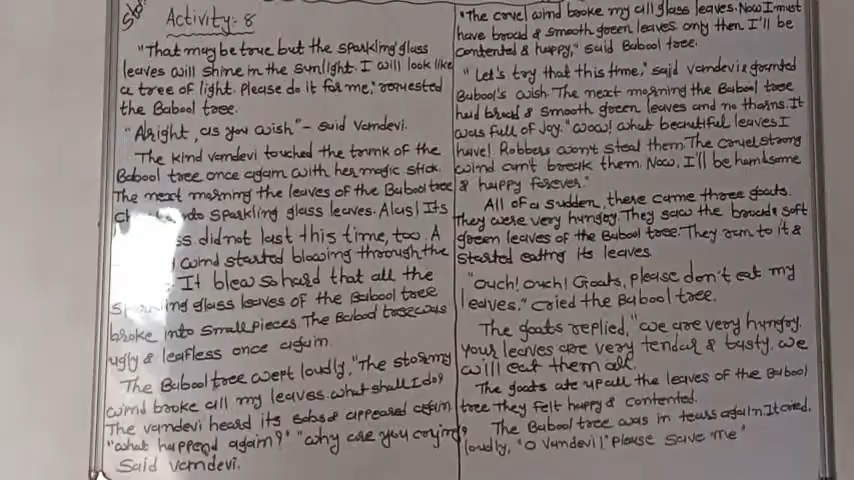 Activity:- 8
"That may be true but the sparkling glass
leaves will shine in the sunlight. I will look like
a tree of light. Please do it for me," requested
the Babool tree.
"Alright, as you wish" - said vandevi.
The kind vandevi touched the trunk of the
Babool tree once again with her magic stick.
The next morning the leaves of the Babool tree
into sparkling glass leaves. Alas! Its
did not last this time, too. A
wind started blowing through the
It blew so hard that all the
glass leaves of the Babool tree
broke into small pieces. The Babool tree was
ugly & leafless once again.
The Babool tree wept loudly, "The stormy
wind broke all my leaves. what shall I do?
The vandevi heard its sobs & appeared again
"what happend again?" "why are you crying?
Said vandevi.
"The cruel wind broke my all glass leaves. Now I must
have broad & smooth green leaves. only then I'll be
contented & happy," said Babool tree.
"Let's try that this time," said vandevi & granted
Babool's wish. The next morning the Babool tree
had broad & smooth green leaves and no thorns. It
was full of Joy. "wow! what beautiful leaves I
have! Robbers won't steal them. The cruel strong
wind can't break them. Now, I'll be handsome
& happy forever."
All of a sudden, there came three goats.
They were very hungry. They saw the broad & soft
green leaves of the Babool tree. They ran to it &
started eating its leaves
"ouch! ouch! Goats, please don't eat my
leaves." cried the Babool tree.
The goats replied, "we are very hungry.
Your leaves are very tendar & tasty. we
will eat them all.
The goats ate up all the leaves of the Babool
tree. They felt happy & contented.
The Babool tree was in tears again. It cried,
loudly, "O vandevi! Please save me"